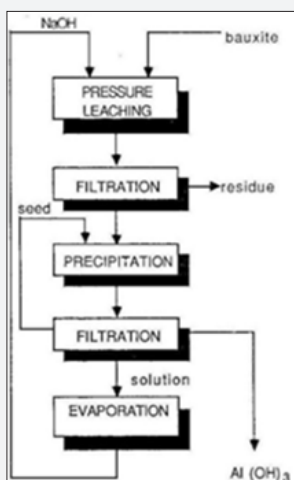 NaOH
bauxite
PRESSURE
LEACHING
FILTRATION
residue
seed
PRECIPITATION
FILTRATION
solution
EVAPORATION
Al (OH)3